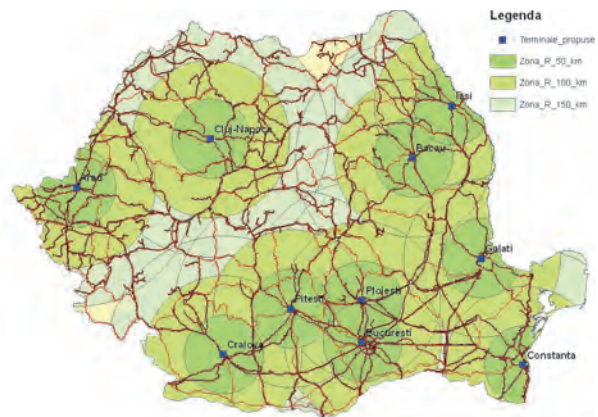 Legenda
Terminale_propuse
Zona_R_50_km
Zona_R_100_km
Zona_R_150_km
Iasi
Cluj-Napoca
Bacau
Arad
Galati
Ploiesti
Pitesti
Bucuresti
Craiova
Constanta